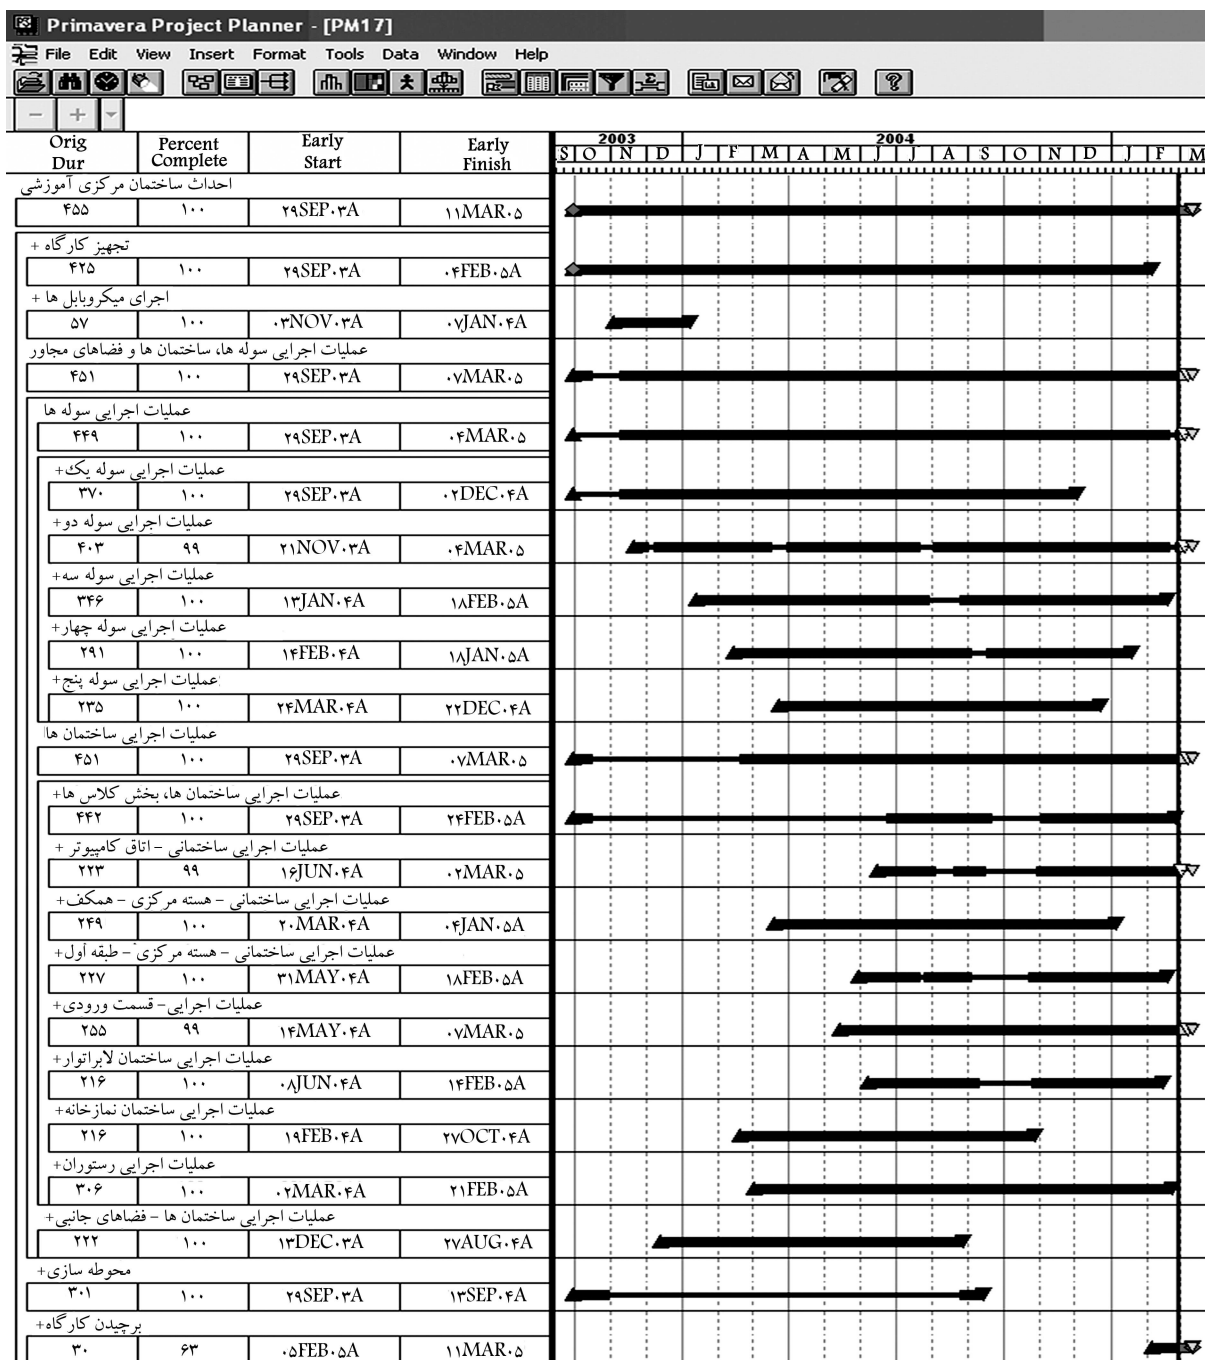 Primavera Project Planner - [PM17]
File Edit View Insert Format Tools Data Window Help
Orig Dur Percent Complete Early Start Early Finish
2003 2004
S O N D J F M A M J J A S O N D J F M
احداث ساختمان مرکزی آموزشی
۴۵۵ ۱۰۰ ۲۹SEP۰۳A ۱۱MAR۰۵
تجهیز کارگاه +
۴۲۵ ۱۰۰ ۲۹SEP۰۳A ۰۴FEB۰۵A
اجرای میکروبابل ها +
۵۷ ۱۰۰ ۰۳NOV۰۳A ۰۷JAN۰۴A
عملیات اجرایی سوله ها، ساختمان ها و فضاهای مجاور
۴۵۱ ۱۰۰ ۲۹SEP۰۳A ۰۷MAR۰۵
عملیات اجرایی سوله ها
۴۴۹ ۱۰۰ ۲۹SEP۰۳A ۰۴MAR۰۵
عملیات اجرایی سوله یک+
۳۷۰ ۱۰۰ ۲۹SEP۰۳A ۰۲DEC۰۴A
عملیات اجرایی سوله دو+
۴۰۳ ۹۹ ۲۱NOV۰۳A ۰۴MAR۰۵
عملیات اجرایی سوله سه+
۳۴۶ ۱۰۰ ۱۳JAN۰۴A ۱۸FEB۰۵A
عملیات اجرایی سوله چهار+
۲۹۱ ۱۰۰ ۱۴FEB۰۴A ۱۸JAN۰۵A
عملیات اجرایی سوله پنج+
۲۳۵ ۱۰۰ ۲۴MAR۰۴A ۲۲DEC۰۴A
عملیات اجرایی ساختمان ها
۴۵۱ ۱۰۰ ۲۹SEP۰۳A ۰۷MAR۰۵
عملیات اجرایی ساختمان ها، بخش کلاس ها+
۴۴۲ ۱۰۰ ۲۹SEP۰۳A ۲۴FEB۰۵A
عملیات اجرایی ساختمانی - اتاق کامپیوتر +
۲۲۳ ۹۹ ۱۶JUN۰۴A ۰۲MAR۰۵
عملیات اجرایی ساختمانی - هسته مرکزی - همکف+
۲۴۹ ۱۰۰ ۲۰MAR۰۴A ۰۴JAN۰۵A
عملیات اجرایی ساختمانی - هسته مرکزی - طبقه اول+
۲۲۷ ۱۰۰ ۳۱MAY۰۴A ۱۸FEB۰۵A
عملیات اجرایی- قسمت ورودی+
۲۵۵ ۹۹ ۱۴MAY۰۴A ۰۷MAR۰۵
عملیات اجرایی ساختمان لابراتوار+
۲۱۶ ۱۰۰ ۰۸JUN۰۴A ۱۴FEB۰۵A
عملیات اجرایی ساختمان نمازخانه+
۲۱۶ ۱۰۰ ۱۹FEB۰۴A ۲۷OCT۰۴A
عملیات اجرایی رستوران+
۳۰۶ ۱۰۰ ۰۲MAR۰۴A ۲۱FEB۰۵A
عملیات اجرایی ساختمان ها - فضاهای جانبی+
۲۲۲ ۱۰۰ ۱۳DEC۰۳A ۲۷AUG۰۴A
محوطه سازی+
۳۰۱ ۱۰۰ ۲۹SEP۰۳A ۱۳SEP۰۴A
برچیدن کارگاه+
۳۰ ۶۳ ۰۵FEB۰۵A ۱۱MAR۰۵